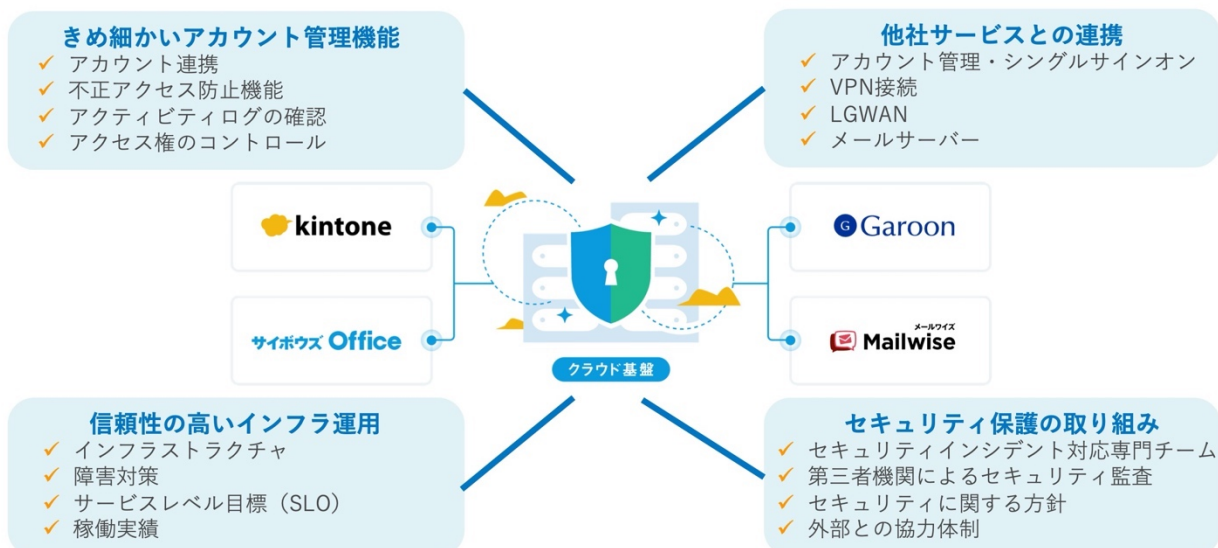 きめ細かいアカウント管理機能
アカウント連携
不正アクセス防止機能
アクティビティログの確認
アクセス権のコントロール
他社サービスとの連携
アカウント管理・シングルサインオン
VPN接続
LGWAN
メールサーバー
kintone
G Garoon
サイボウズ Office
メールワイズ
Mailwise
クラウド基盤
信頼性の高いインフラ運用
インフラストラクチャ
障害対策
サービスレベル目標（SLO）
稼働実績
セキュリティ保護の取り組み
セキュリティインシデント対応専門チーム
第三者機関によるセキュリティ監査
セキュリティに関する方針
外部との協力体制